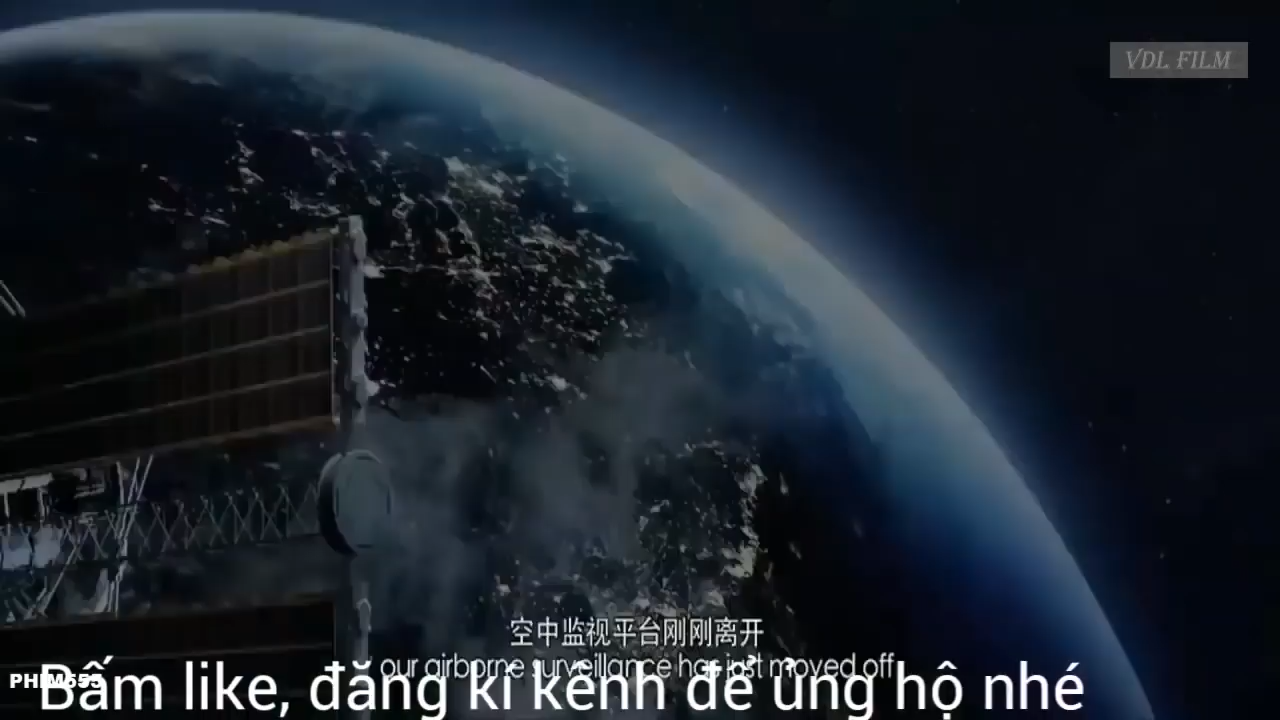 VDL FILM
空中监视平台刚刚离开
our airborne surveillance has just moved off
PHIM655
Bấm like, đăng kí kênh để ủng hộ nhé